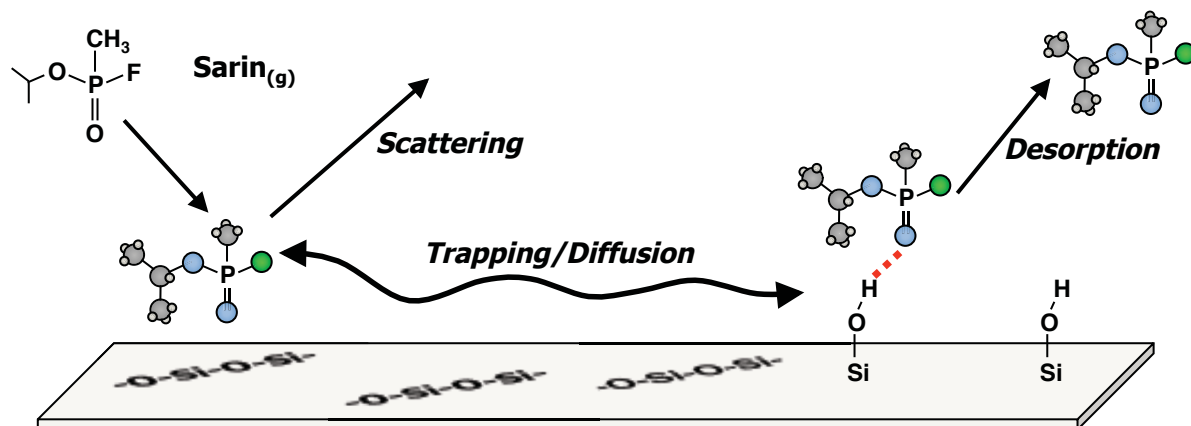 CH3
O
P
F
O
Sarin(g)
Scattering
P
Trapping/Diffusion
P
Desorption
P
H
O
Si
H
O
Si
-O-Si-O-Si-
-O-Si-O-Si-
-O-Si-O-Si-